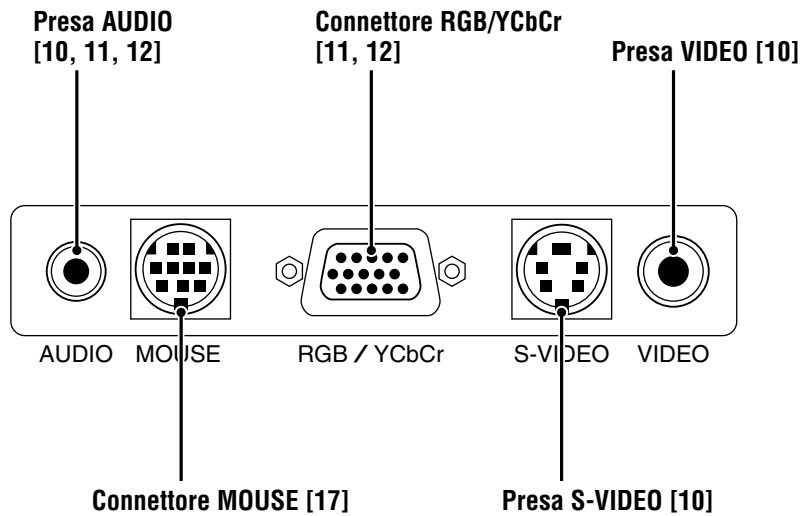 Presa AUDIO
[10, 11, 12]
Connettore RGB/YCbCr
[11, 12]
Presa VIDEO [10]
AUDIO
MOUSE
RGB / YCbCr
S-VIDEO
VIDEO
Connettore MOUSE [17]
Presa S-VIDEO [10]